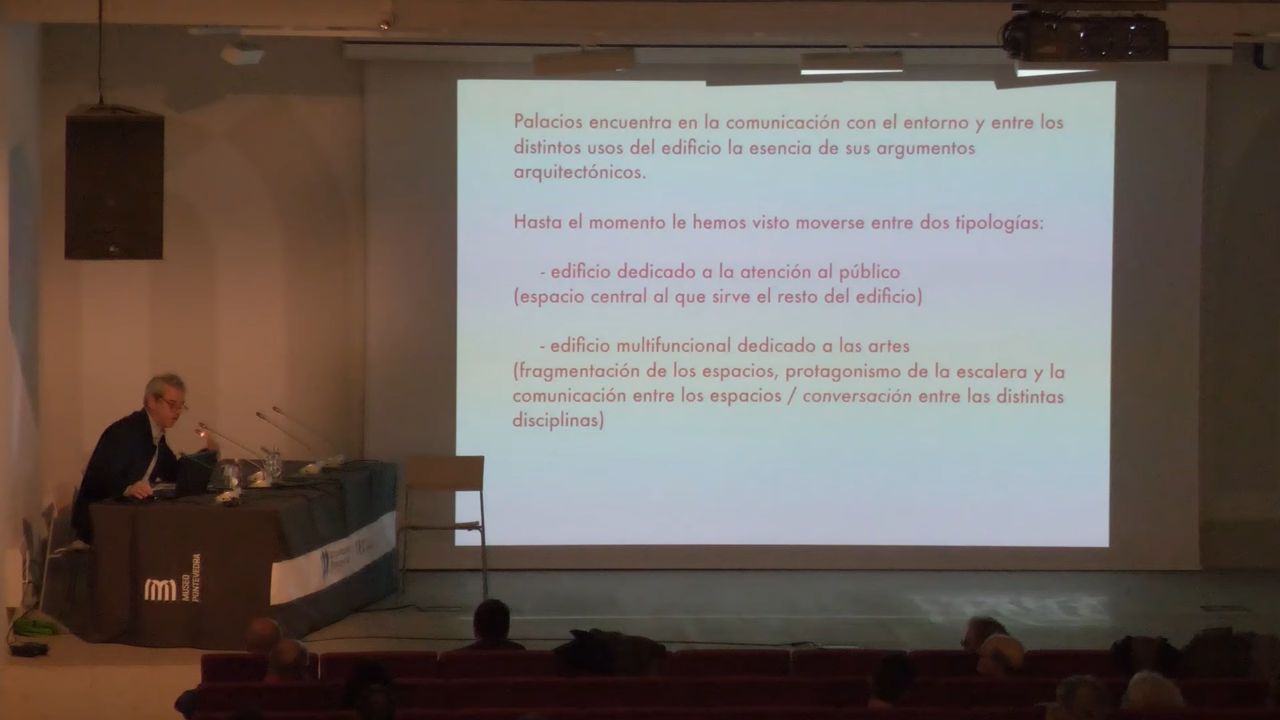 Palacios encuentra en la comunicación con el entorno y entre los
distintos usos del edificio la esencia de sus argumentos
arquitectónicos.
Hasta el momento le hemos visto moverse entre dos tipologías:
- edificio dedicado a la atención al público
(espacio central al que sirve el resto del edificio)
- edificio multifuncional dedicado a las artes
(fragmentación de los espacios, protagonismo de la escalera y la
comunicación entre los espacios / conversación entre las distintas
disciplinas)
MUSEO
PONTEVEDRA